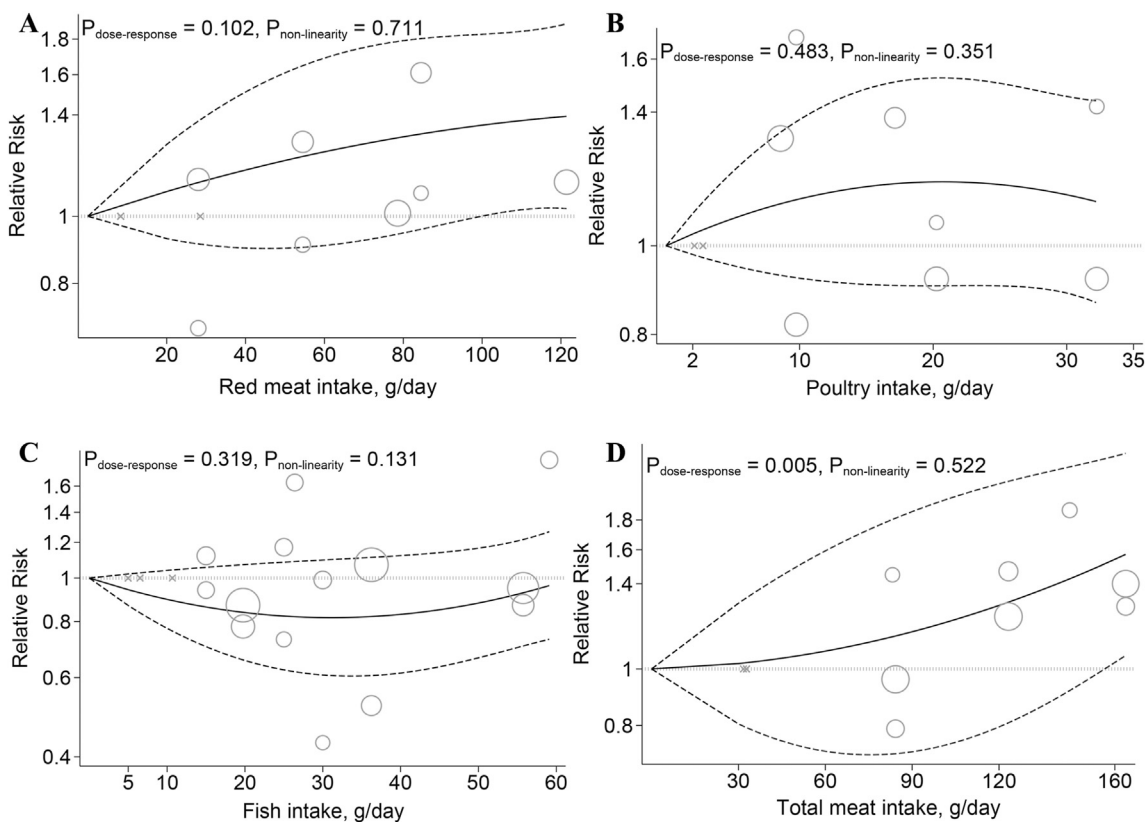 A
P dose-response = 0.102, P non-linearity = 0.711
1.8
1.6
1.4
1
0.8
Relative Risk
20 40 60 80 100 120
Red meat intake, g/day
B
P dose-response = 0.483, P non-linearity = 0.351
1.6
1.4
1
0.8
Relative Risk
2 10 20 30 35
Poultry intake, g/day
C
P dose-response = 0.319, P non-linearity = 0.131
1.6
1.4
1.2
1
0.8
0.6
0.4
Relative Risk
5 10 20 30 40 50 60
Fish intake, g/day
D
P dose-response = 0.005, P non-linearity = 0.522
1.8
1.6
1.4
1
0.8
Relative Risk
30 60 90 120 160
Total meat intake, g/day